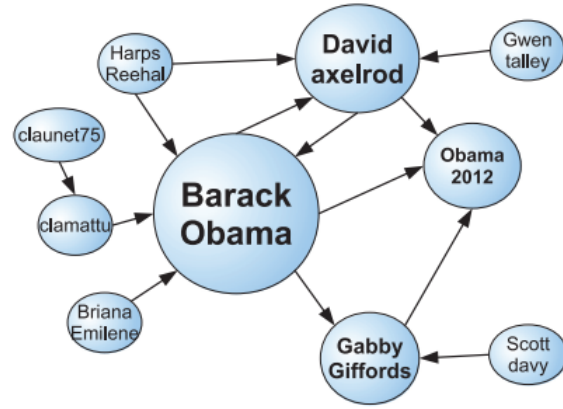 Harps
Reehal
David
axelrod
Gwen
talley
claunet75
Obama
2012
Barack
Obama
clamattu
Briana
Emilene
Gabby
Giffords
Scott
davy